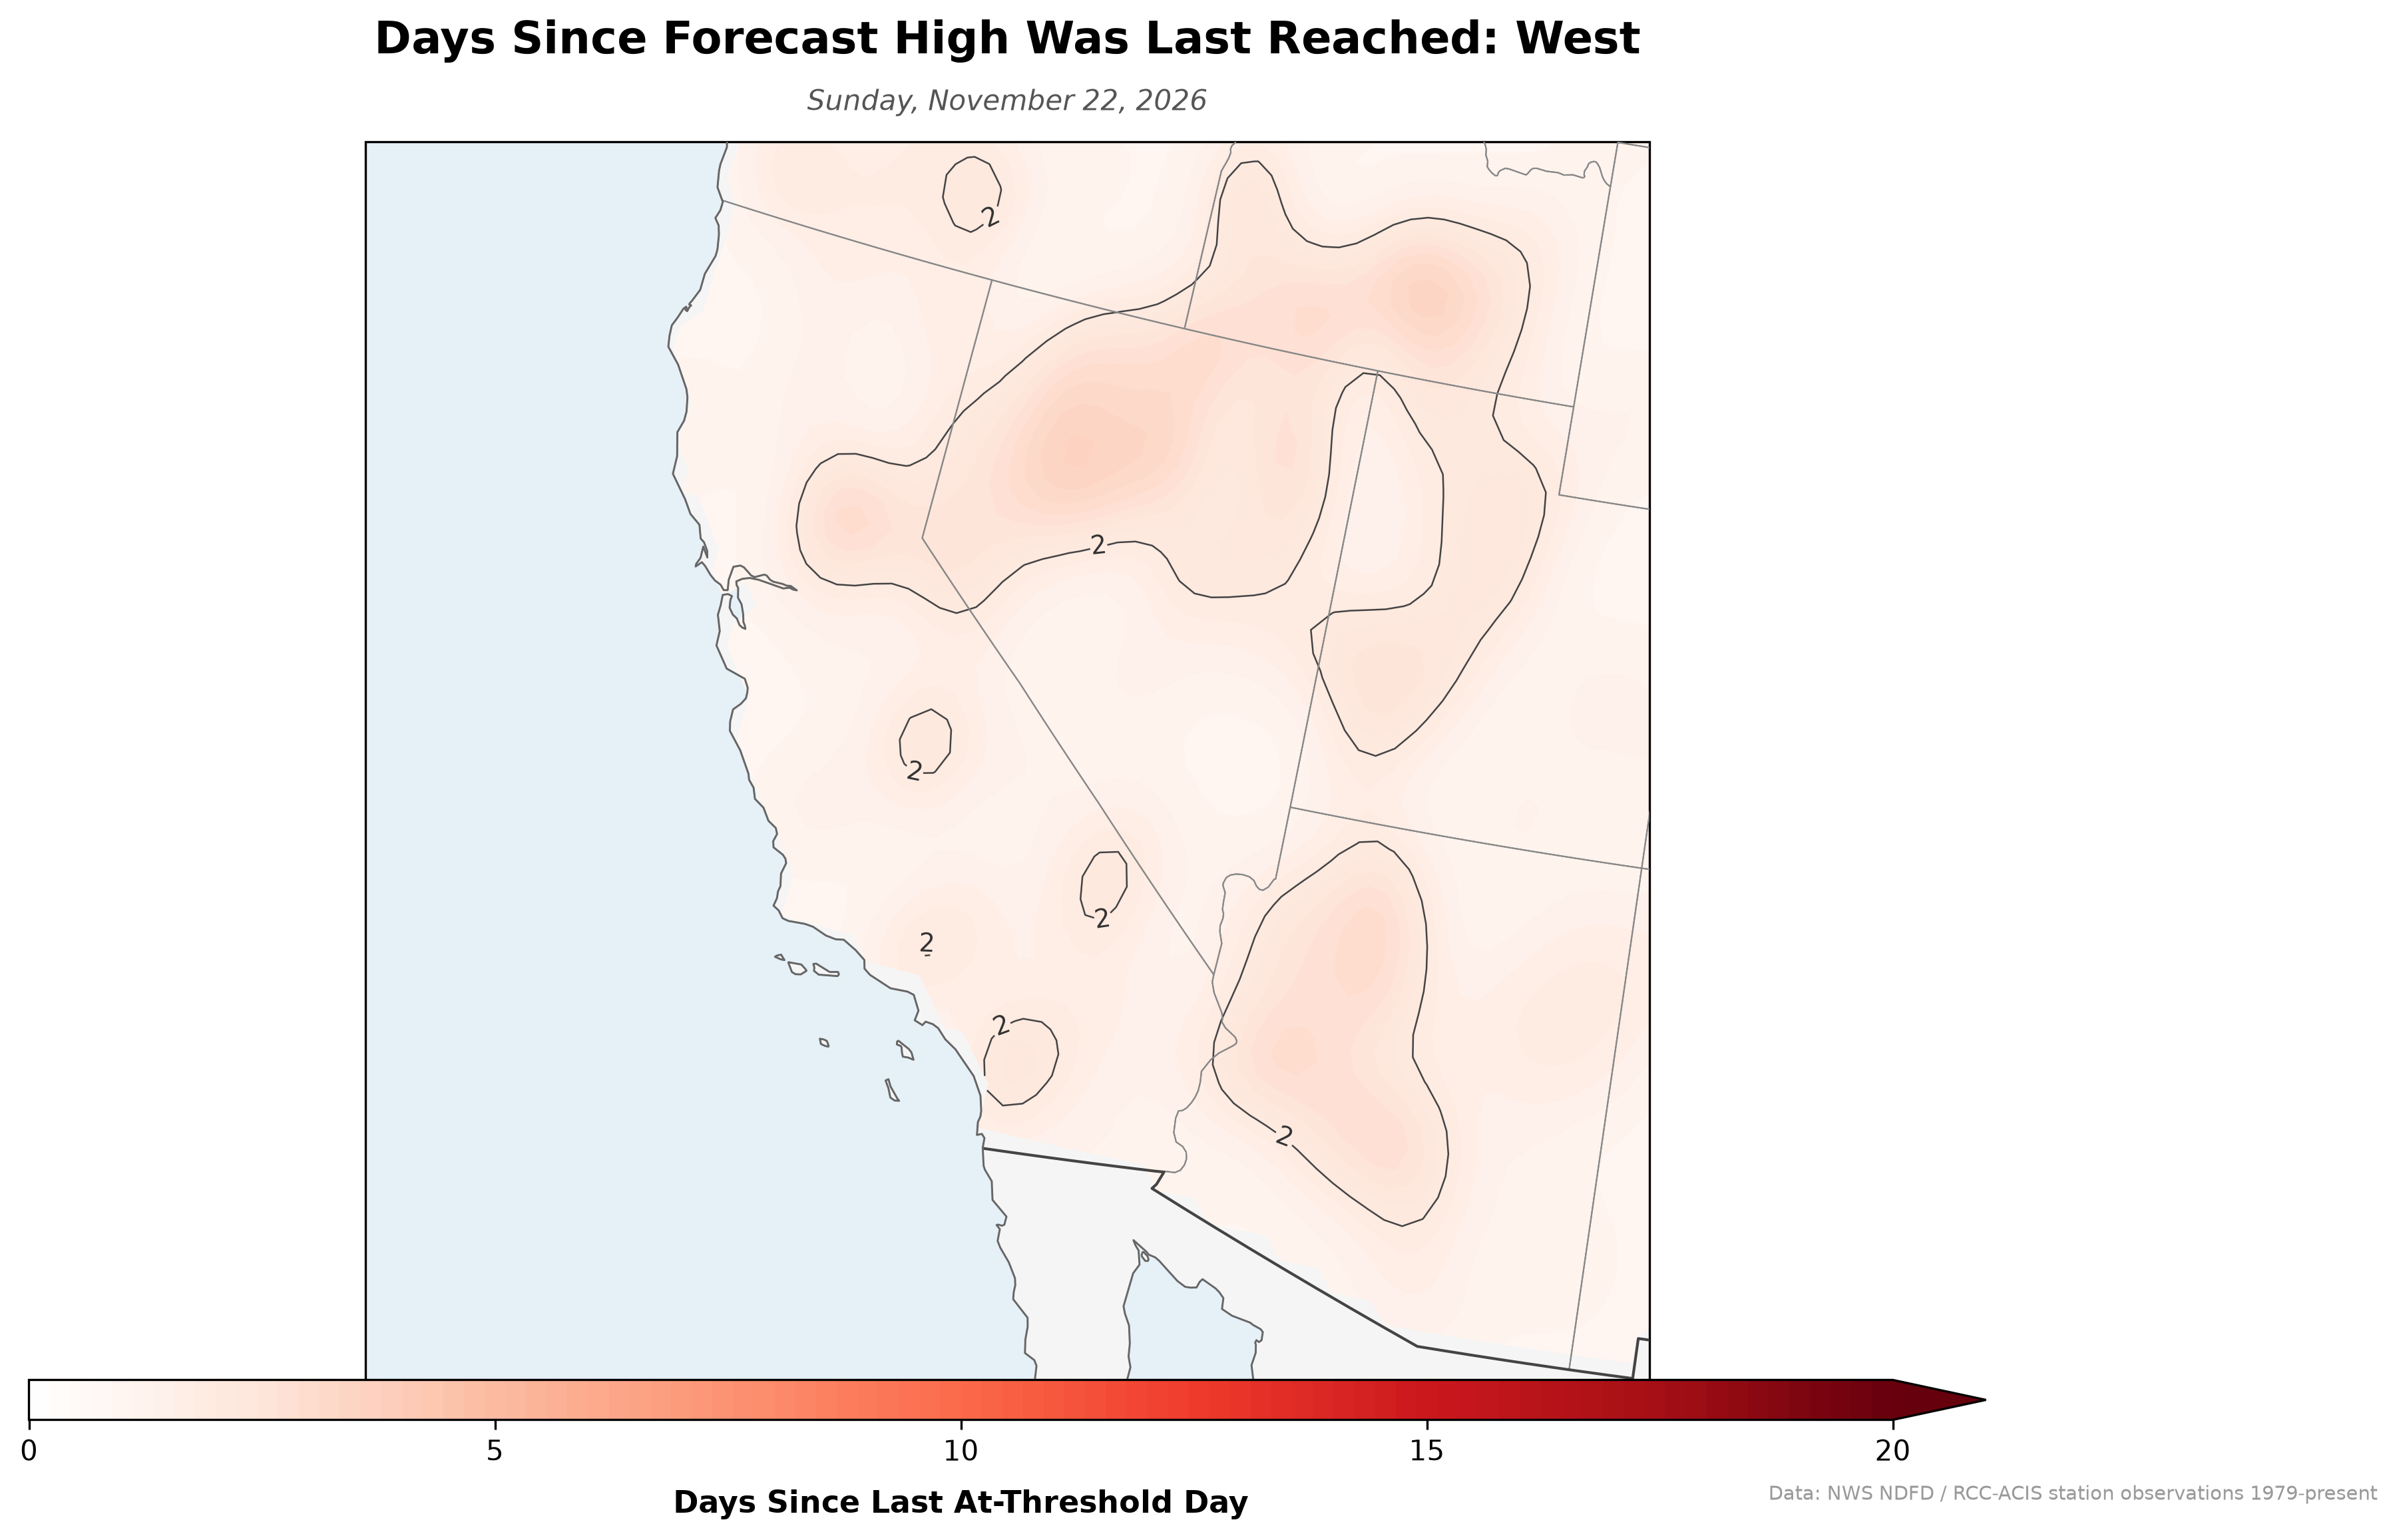 Days Since Forecast High Was Last Reached: West
Sunday, November 22, 2026
2
2
2
2
2
2
2
2
0 5 10 15 20
Days Since Last At-Threshold Day
Data: NWS NDFD / RCC-ACIS station observations 1979-present